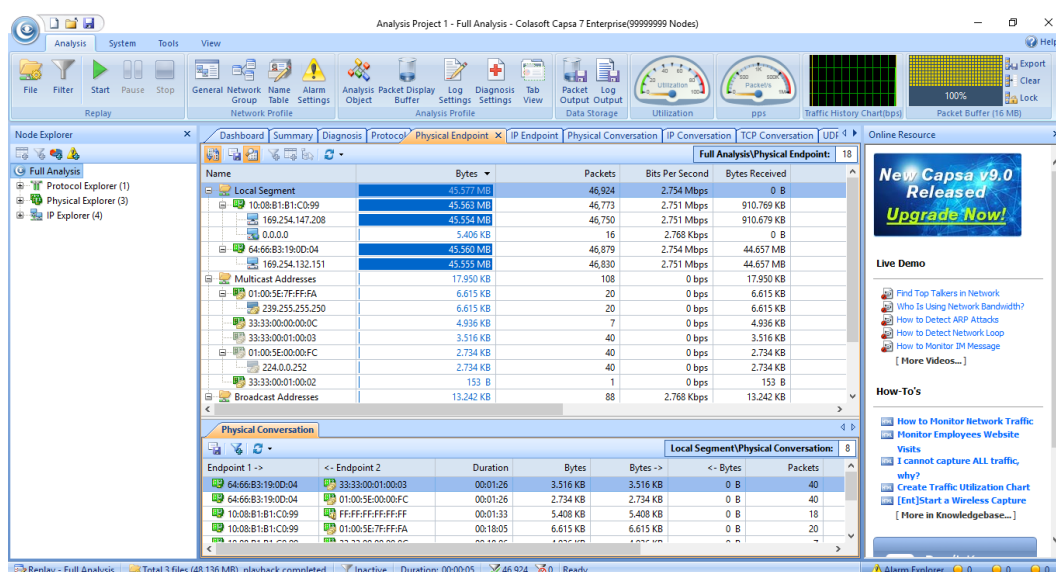 Analysis Project 1 - Full Analysis - Colasoft Capsa 7 Enterprise(99999999 Nodes)
Analysis System Tools View Help
File Filter Start Pause Stop
Replay
General Network Group Name Table Alarm Settings
Network Profile
Analysis Object Packet Display Buffer Log Settings Diagnosis Settings Tab View
Analysis Profile
Packet Output Log Output
Data Storage
Utilization
Utilization
Packet/s
pps
Traffic History Chart(bps)
100%
Packet Buffer (16 MB)
Export
Clear
Lock
Node Explorer
Full Analysis
Protocol Explorer (1)
Physical Explorer (3)
IP Explorer (4)
Dashboard Summary Diagnosis Protocol Physical Endpoint IP Endpoint Physical Conversation IP Conversation TCP Conversation
Full Analysis\Physical Endpoint: 18
Name Bytes Packets Bits Per Second Bytes Received
Local Segment 45.577 MB 46,924 2.754 Mbps 0 B
10:08:B1:B1:C0:99 45.563 MB 46,773 2.751 Mbps 910.769 KB
169.254.147.208 45.554 MB 46,750 2.751 Mbps 910.679 KB
0.0.0.0 5.406 KB 16 2.768 Kbps 0 B
64:66:B3:19:0D:04 45.560 MB 46,879 2.754 Mbps 44.657 MB
169.254.132.151 45.555 MB 46,830 2.751 Mbps 44.657 MB
Multicast Addresses 17.950 KB 108 0 bps 17.950 KB
01:00:5E:7F:FF:FA 6.615 KB 20 0 bps 6.615 KB
239.255.255.250 6.615 KB 20 0 bps 6.615 KB
33:33:00:00:00:0C 4.936 KB 7 0 bps 4.936 KB
33:33:00:01:00:03 3.516 KB 40 0 bps 3.516 KB
01:00:5E:00:00:FC 2.734 KB 40 0 bps 2.734 KB
224.0.0.252 2.734 KB 40 0 bps 2.734 KB
33:33:00:01:00:02 153 B 1 0 bps 153 B
Broadcast Addresses 13.242 KB 88 2.768 Kbps 13.242 KB
Physical Conversation
Local Segment\Physical Conversation: 8
Endpoint 1 -> <- Endpoint 2 Duration Bytes Bytes -> <- Bytes Packets
64:66:B3:19:0D:04 33:33:00:01:00:03 00:01:26 3.516 KB 3.516 KB 0 B 40
64:66:B3:19:0D:04 01:00:5E:00:00:FC 00:01:26 2.734 KB 2.734 KB 0 B 40
10:08:B1:B1:C0:99 FF:FF:FF:FF:FF:FF 00:01:33 5.408 KB 5.408 KB 0 B 18
10:08:B1:B1:C0:99 01:00:5E:7F:FF:FA 00:18:05 6.615 KB 6.615 KB 0 B 20
Online Resource
New Capsa v9.0
Released
Upgrade Now!
Live Demo
Find Top Talkers in Network
Who Is Using Network Bandwidth?
How to Detect ARP Attacks
How to Detect Network Loop
How to Monitor IM Message
[ More Videos... ]
How-To's
How to Monitor Network Traffic
Monitor Employees Website
Visits
I cannot capture ALL traffic,
why?
Create Traffic Utilization Chart
[Ent]Start a Wireless Capture
[ More in Knowledgebase... ]
Replay - Full Analysis Total 3 files (48.136 MB), playback completed Inactive Duration: 00:00:05 46,924 0 Ready Alarm Explorer 0 0 0